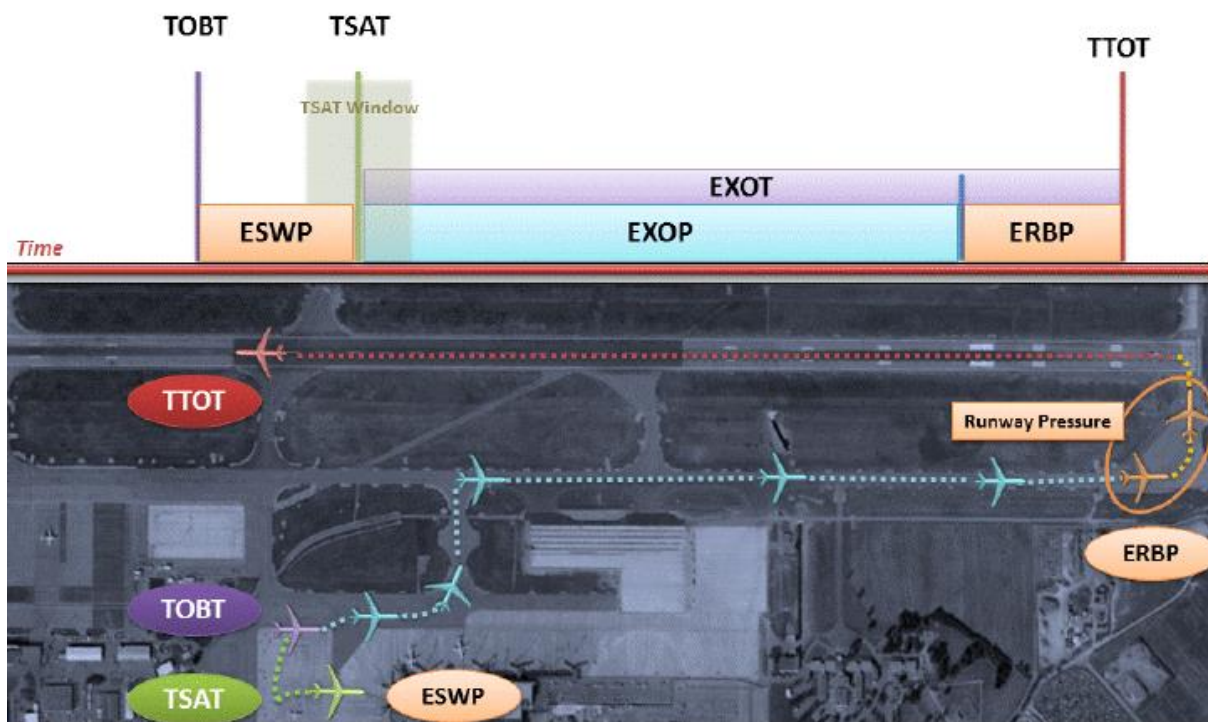 TOBT
TSAT
TTOT
TSAT Window
EXOT
ESWP
EXOP
ERBP
Time
TTOT
Runway Pressure
ERBP
TOBT
TSAT
ESWP